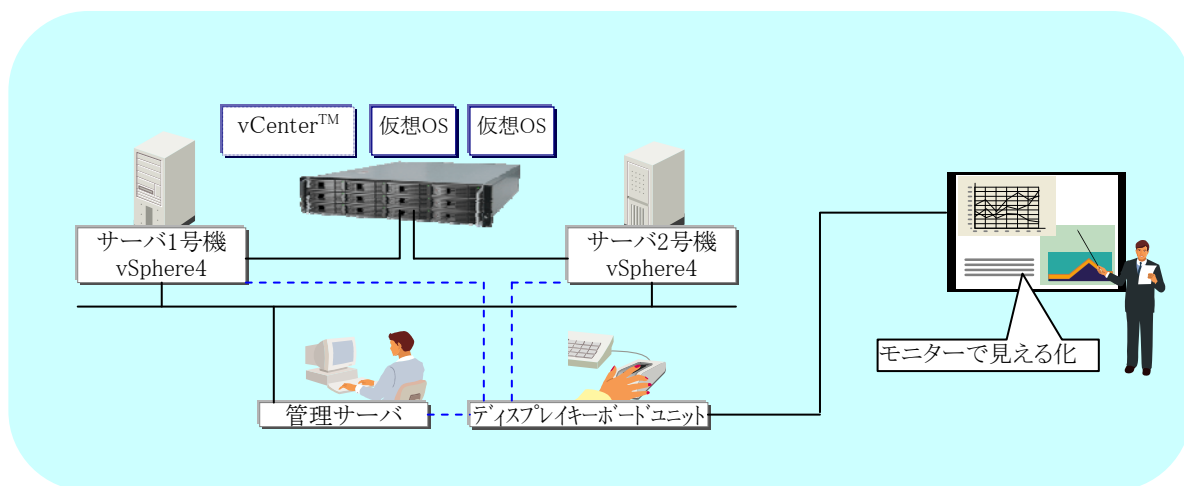 vCenter™
仮想OS
仮想OS
サーバ1号機
vSphere4
サーバ2号機
vSphere4
モニターで見える化
管理サーバ
ディスプレイキーボードユニット